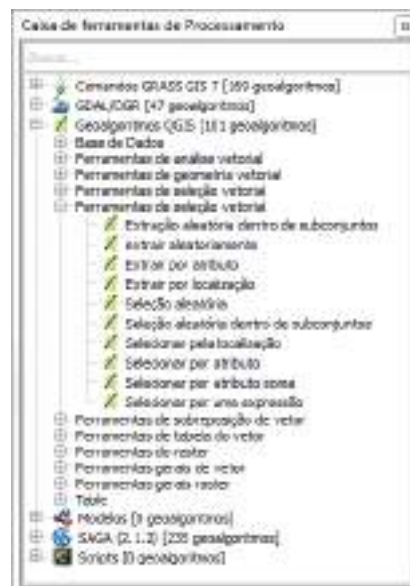 Caixa de ferramentas de Processamento
Comandos GRASS GIS 7 [169 geoalgoritmos]
GDAL/OGR [47 geoalgoritmos]
Geoalgoritmos QGIS [101 geoalgoritmos]
Base de Dados
Ferramentas de análise vetorial
Ferramentas de geometria vetorial
Ferramentas de seleção vetorial
Ferramentas de seleção vetorial
Extração aleatória dentro de subconjuntos
extrair aleatoriamente
Extrair por atributo
Extrair por localização
Seleção aleatória
Seleção aleatória dentro de subconjuntos
Selecionar pela localização
Selecionar por atributo
Selecionar por atributo soma
Selecionar por uma expressão
Ferramentas de sobreposição de vetor
Ferramentas de tabela do vetor
Ferramentas do raster
Ferramentas gerais de vetor
Ferramentas gerais raster
Table
Modelos [0 geoalgoritmos]
SAGA (2.1.2) [235 geoalgoritmos]
Scripts [0 geoalgoritmos]